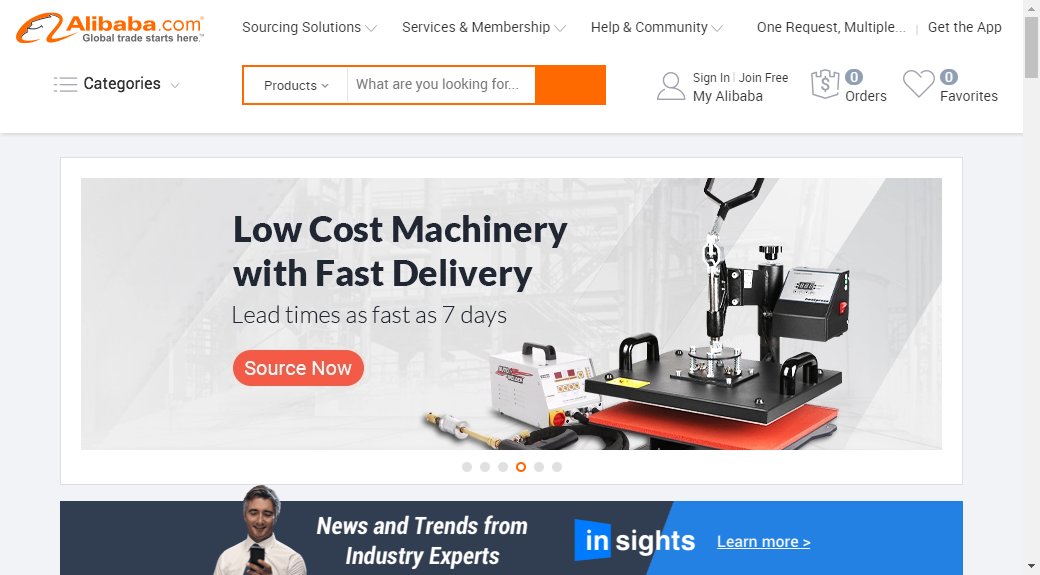 Alibaba.com
Global trade starts here.™
Sourcing Solutions
Services & Membership
Help & Community
One Request, Multiple...
Get the App
Categories
Products
What are you looking for...
Sign In
Join Free
My Alibaba
0
Orders
0
Favorites
Low Cost Machinery
with Fast Delivery
Lead times as fast as 7 days
Source Now
News and Trends from
Industry Experts
in sights
Learn more >